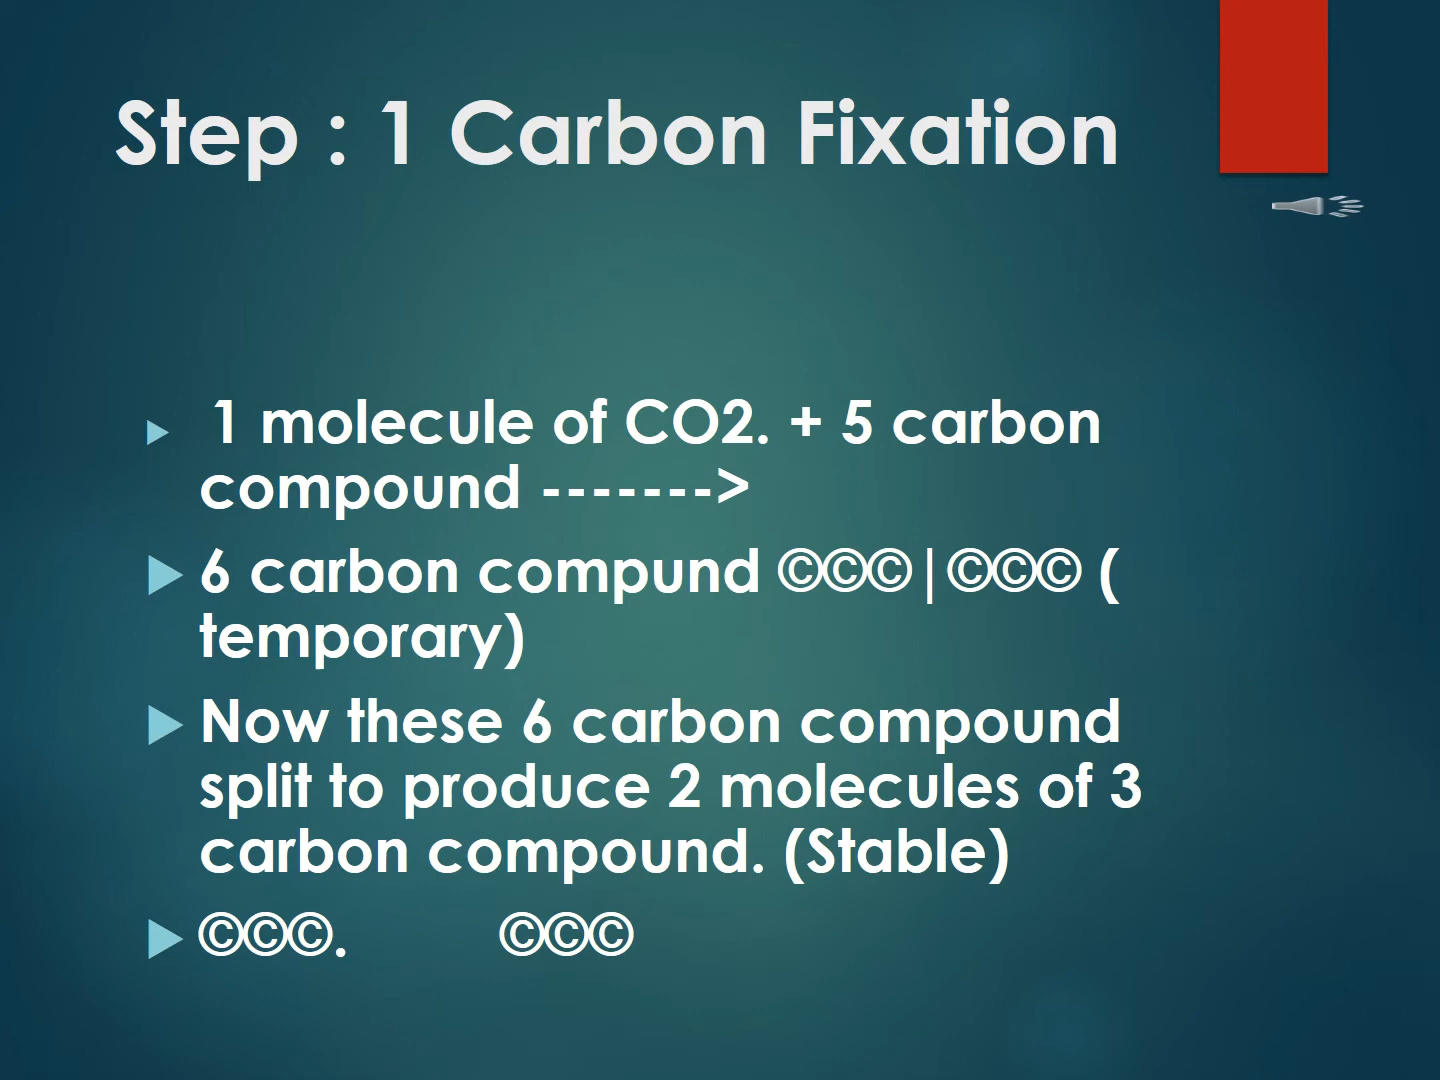 Step : 1 Carbon Fixation
1 molecule of CO2. + 5 carbon
compound ------->
6 carbon compund ©©©|©©© (
temporary)
Now these 6 carbon compound
split to produce 2 molecules of 3
carbon compound. (Stable)
©©©. ©©©